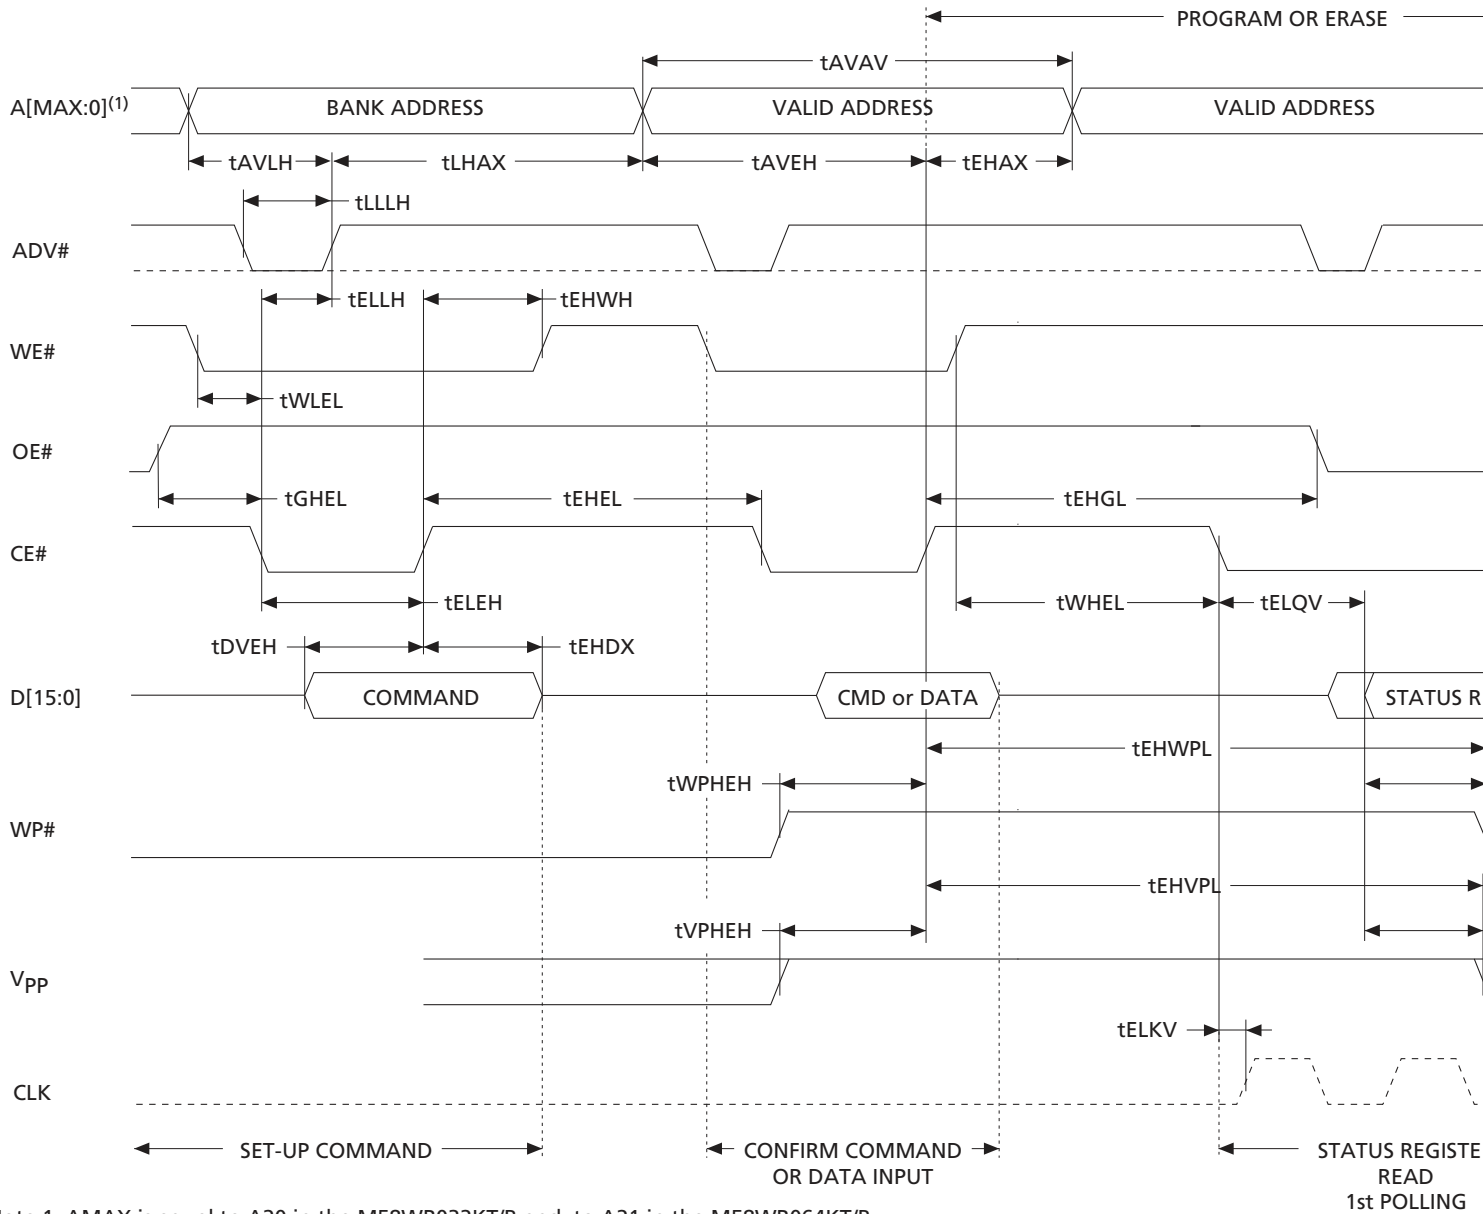 PROGRAM OR ERASE
tAVAV
A[MAX:0](1)
BANK ADDRESS
VALID ADDRESS
VALID ADDRESS
tAVLH
tLHAX
tAVEH
tEHAX
tLLLH
ADV#
tELLH
tEHWH
WE#
tWLEL
OE#
tGHEL
tEHEL
tEHGL
CE#
tELEH
tWHEL
tELQV
tDVEH
tEHDX
D[15:0]
COMMAND
CMD or DATA
STATUS R
tEHWPL
tWPHEH
WP#
tEHVPL
tVPHEH
VPP
tELKV
CLK
SET-UP COMMAND
CONFIRM COMMAND
OR DATA INPUT
STATUS REGISTE
READ
1st POLLING